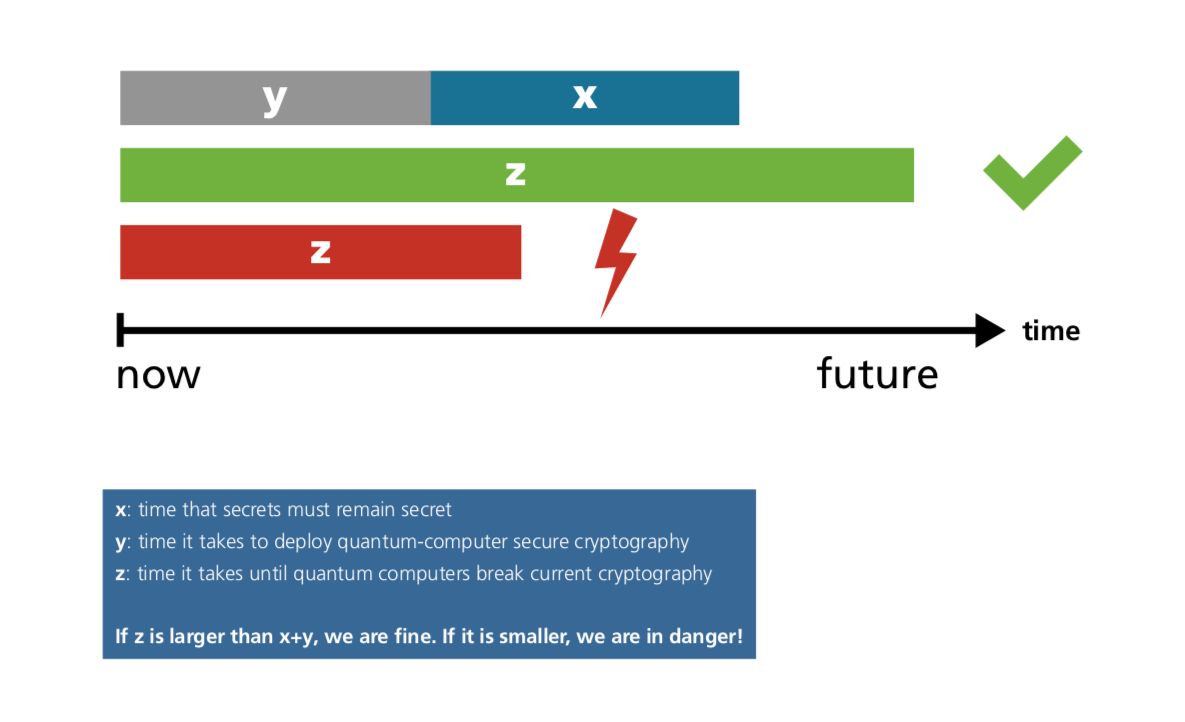 y x
z
z
time
now future
x: time that secrets must remain secret
y: time it takes to deploy quantum-computer secure cryptography
z: time it takes until quantum computers break current cryptography
If z is larger than x+y, we are fine. If it is smaller, we are in danger!